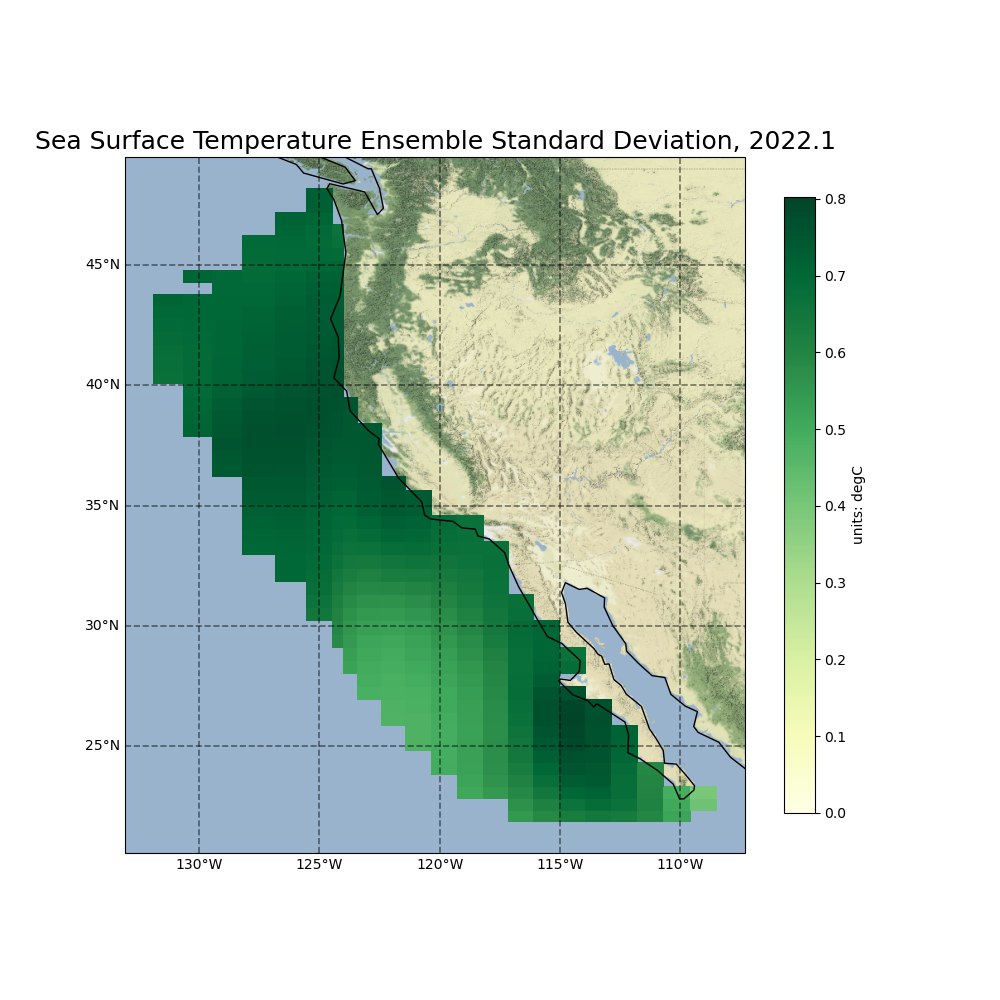 Sea Surface Temperature Ensemble Standard Deviation, 2022.1
45°N
40°N
35°N
30°N
25°N
130°W
125°W
120°W
115°W
110°W
0.8
0.7
0.6
0.5
0.4
0.3
0.2
0.1
0.0
units: degC